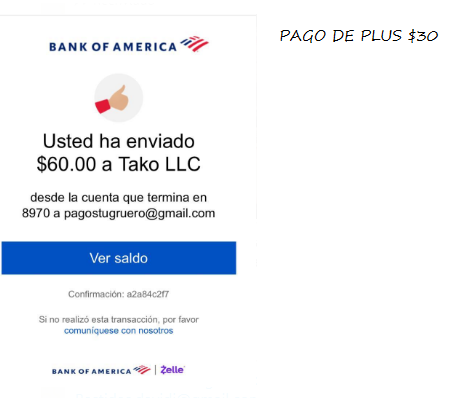 BANK OF AMERICA
PAGO DE PLUS $30
Usted ha enviado
$60.00 a Tako LLC
desde la cuenta que termina en
8970 a pagostugruero@gmail.com
Ver saldo
Confirmación: a2a84c2f7
Si no realizó esta transacción, por favor
comuníquese con nosotros
BANK OF AMERICA | Zelle